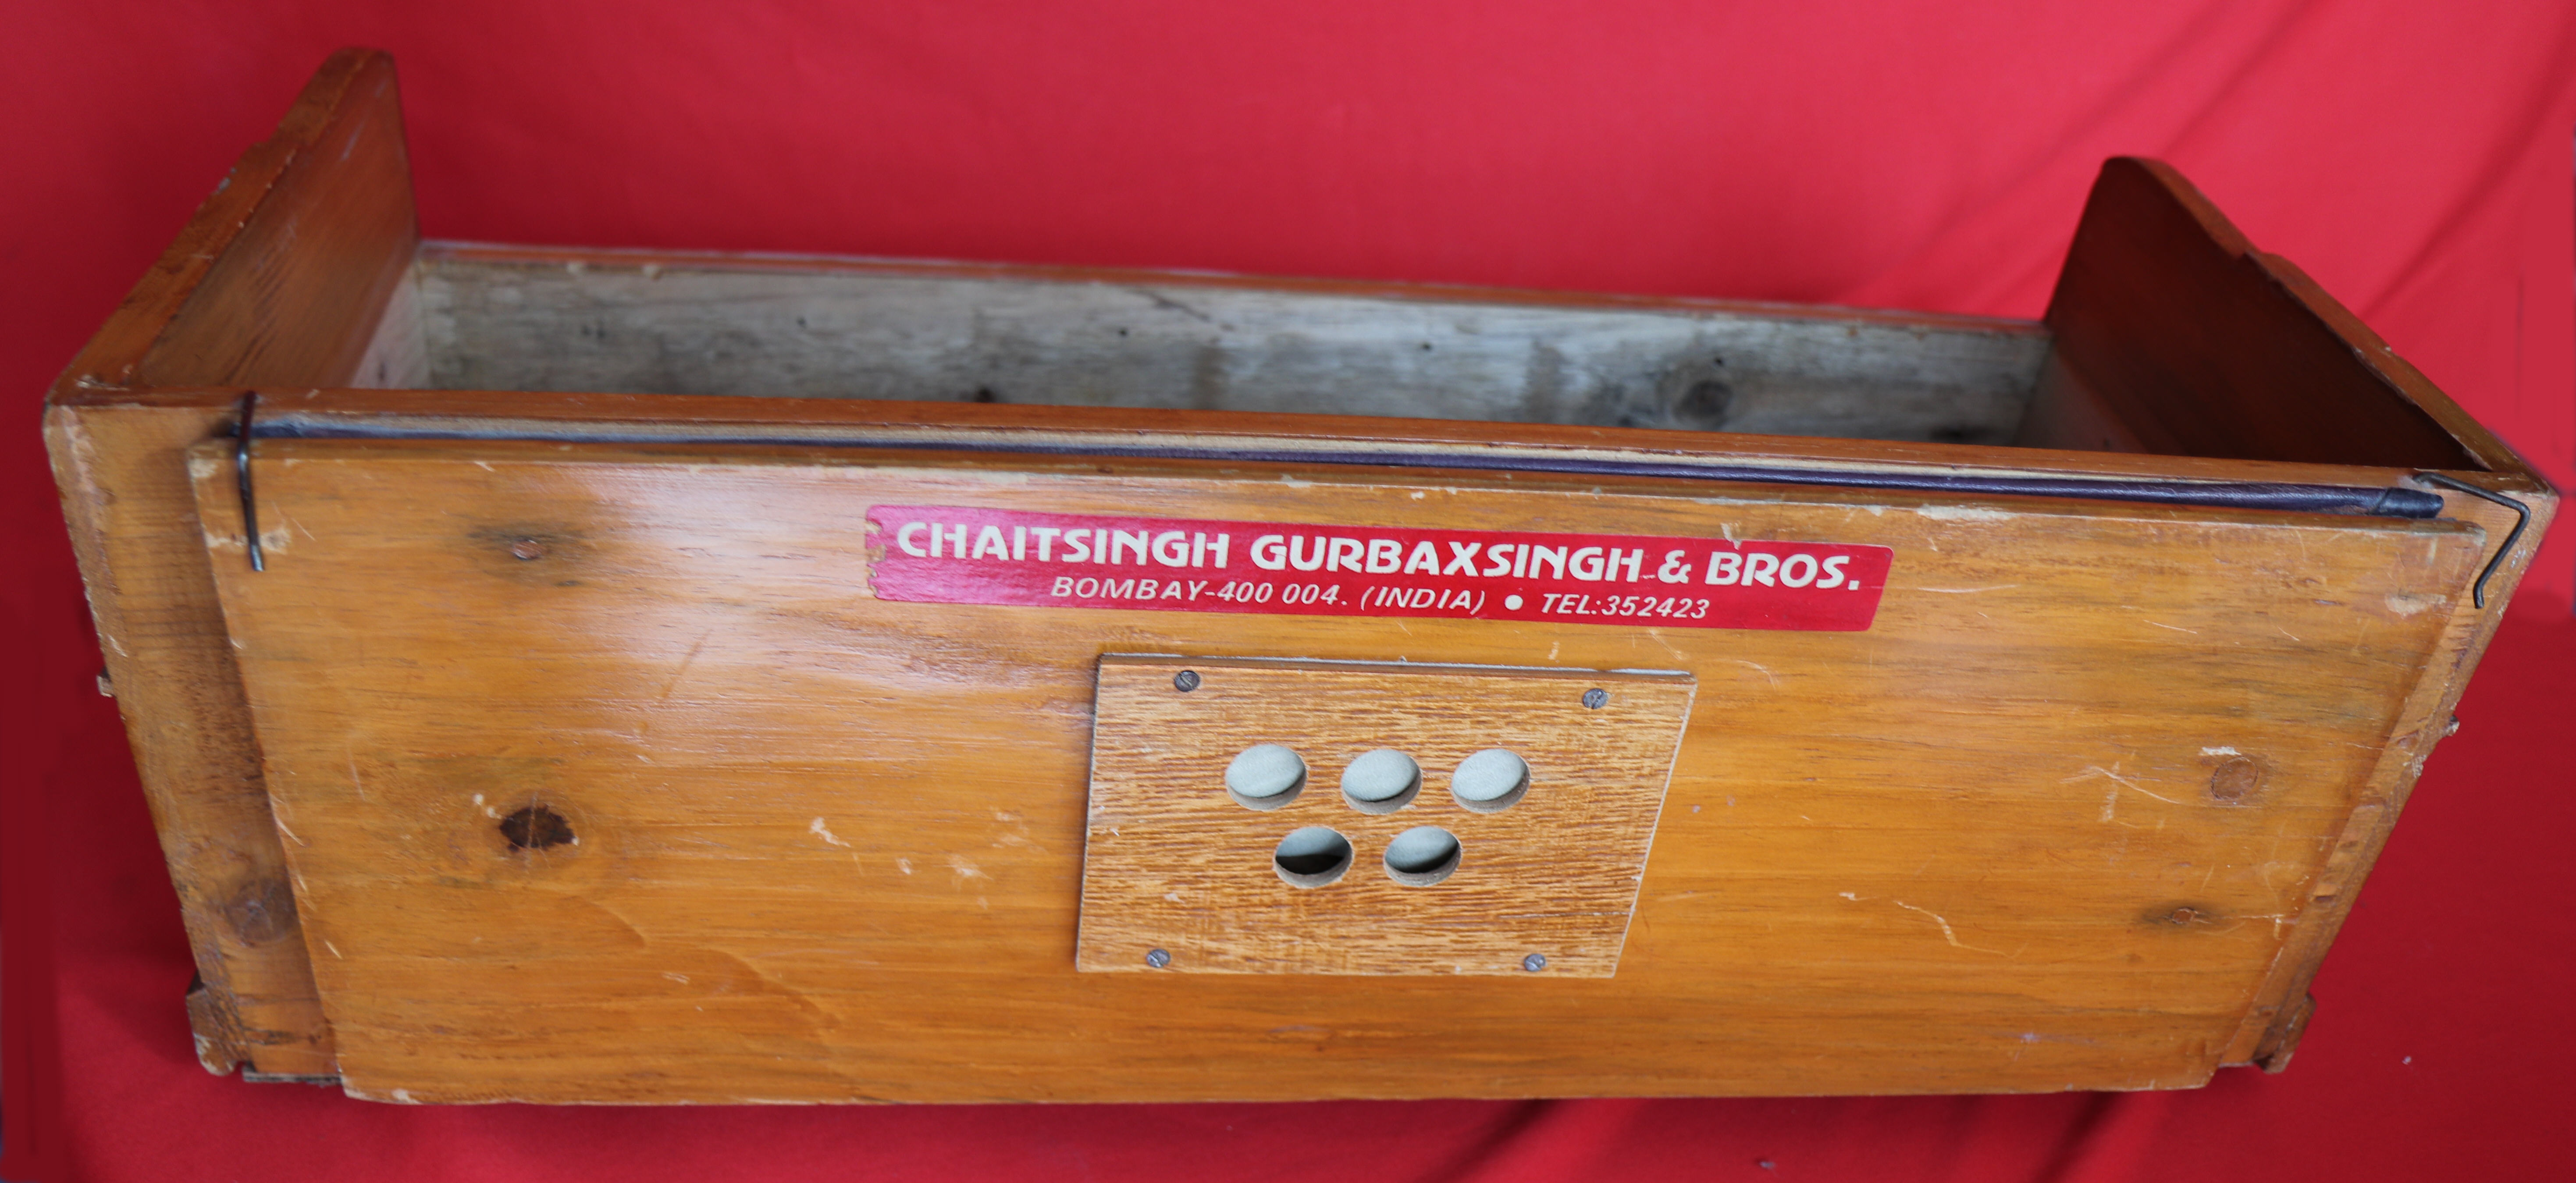 CHAITSINGH GURBAXSINGH & BROS.
BOMBAY-400 004. (INDIA) ● TEL:352423